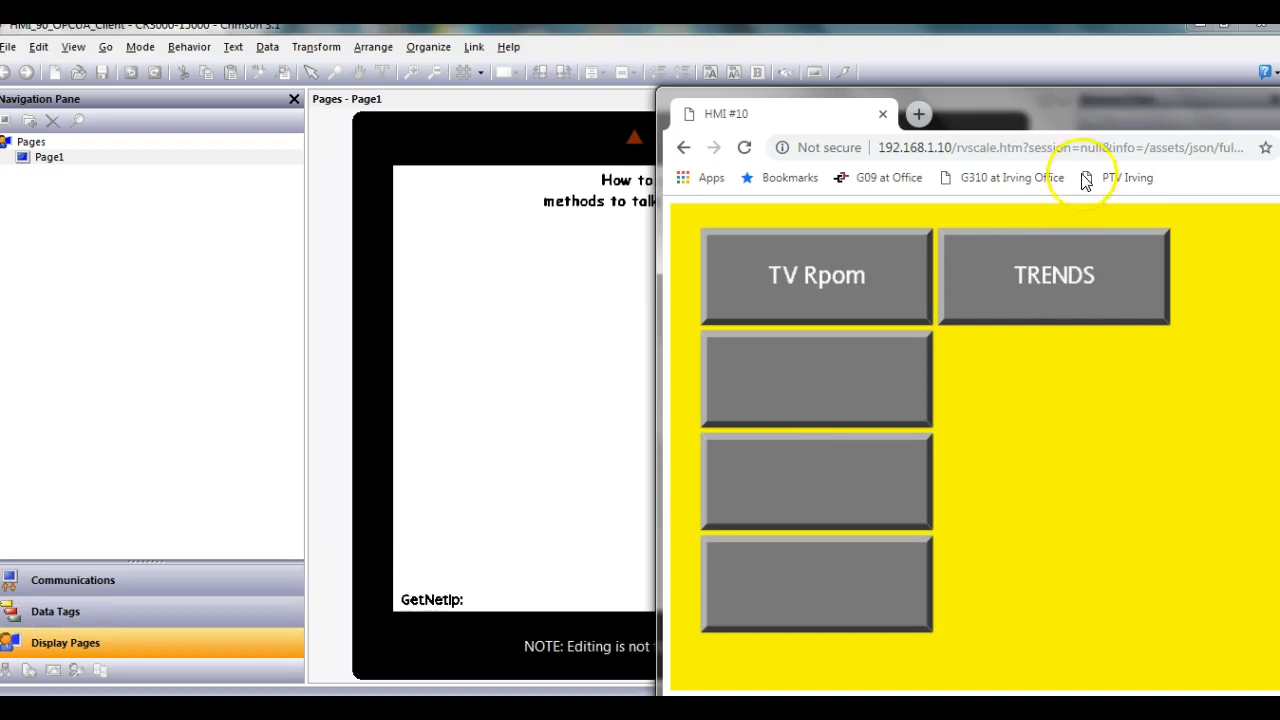 HMI_90_OPCUA_Client - CR3000-15000 - Crimson 3.1
File Edit View Go Mode Behavior Text Data Transform Arrange Organize Link Help
Navigation Pane
Pages - Page1
Pages
Page1
Communications
Data Tags
Display Pages
How to
methods to talk
GetNetIp:
NOTE: Editing is not
HMI #10
Not secure 192.168.1.10/rvscale.htm?session=null&info=/assets/json/ful...
Apps Bookmarks G09 at Office G310 at Irving Office PTV Irving
TV Rpom TRENDS